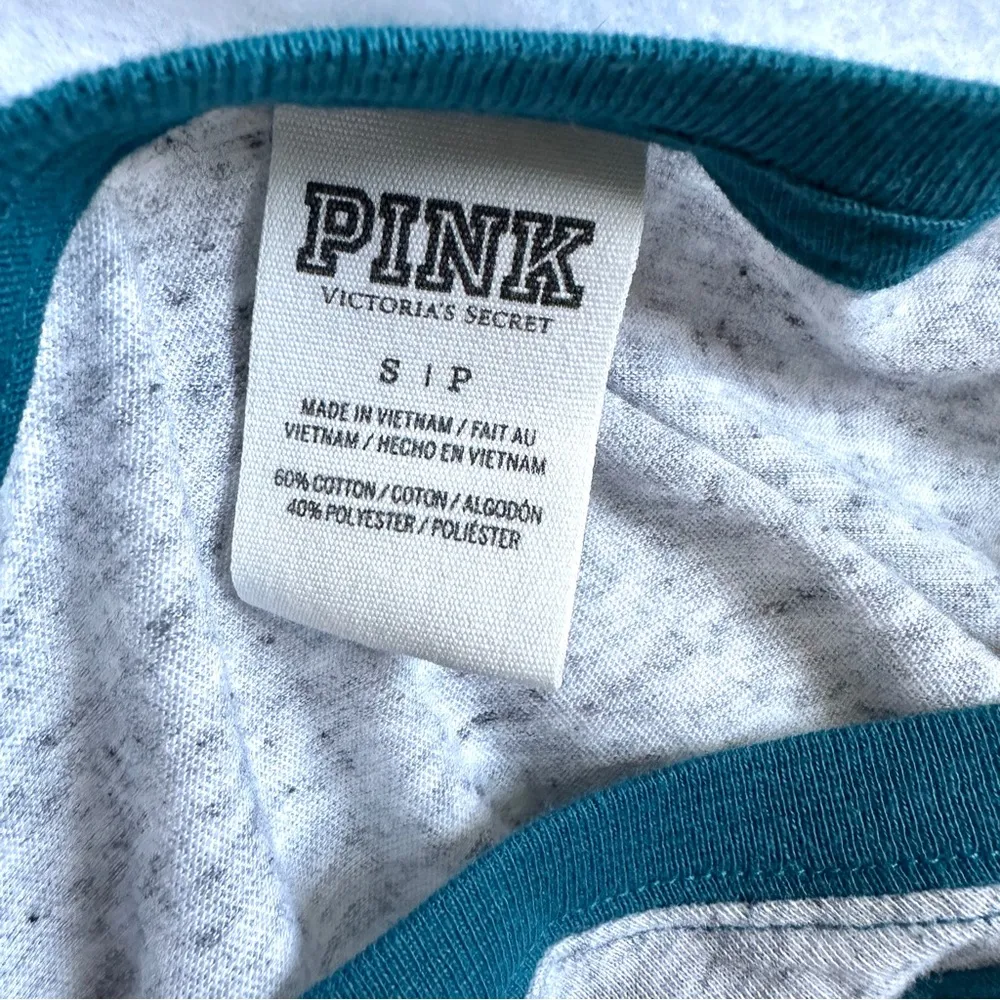 PINK
VICTORIA'S SECRET
S | P
MADE IN VIETNAM / FAIT AU
VIETNAM / HECHO EN VIETNAM
60% COTTON / COTON / ALGODÓN
40% POLYESTER / POLIÉSTER